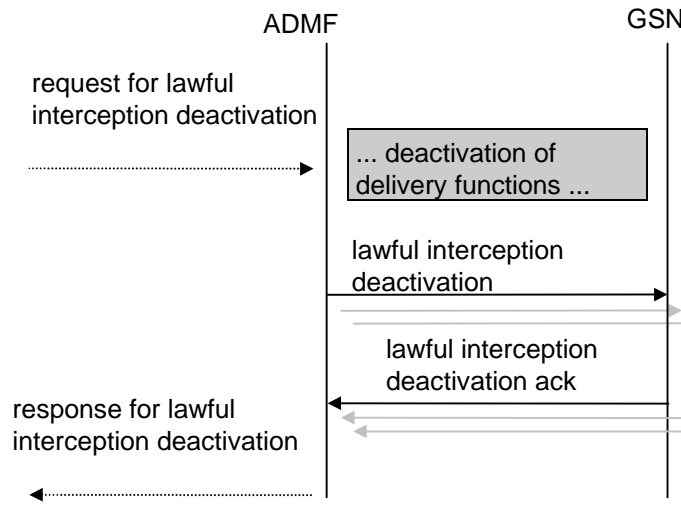 ADMF
GSN
request for lawful
interception deactivation
... deactivation of
delivery functions ...
lawful interception
deactivation
lawful interception
deactivation ack
response for lawful
interception deactivation